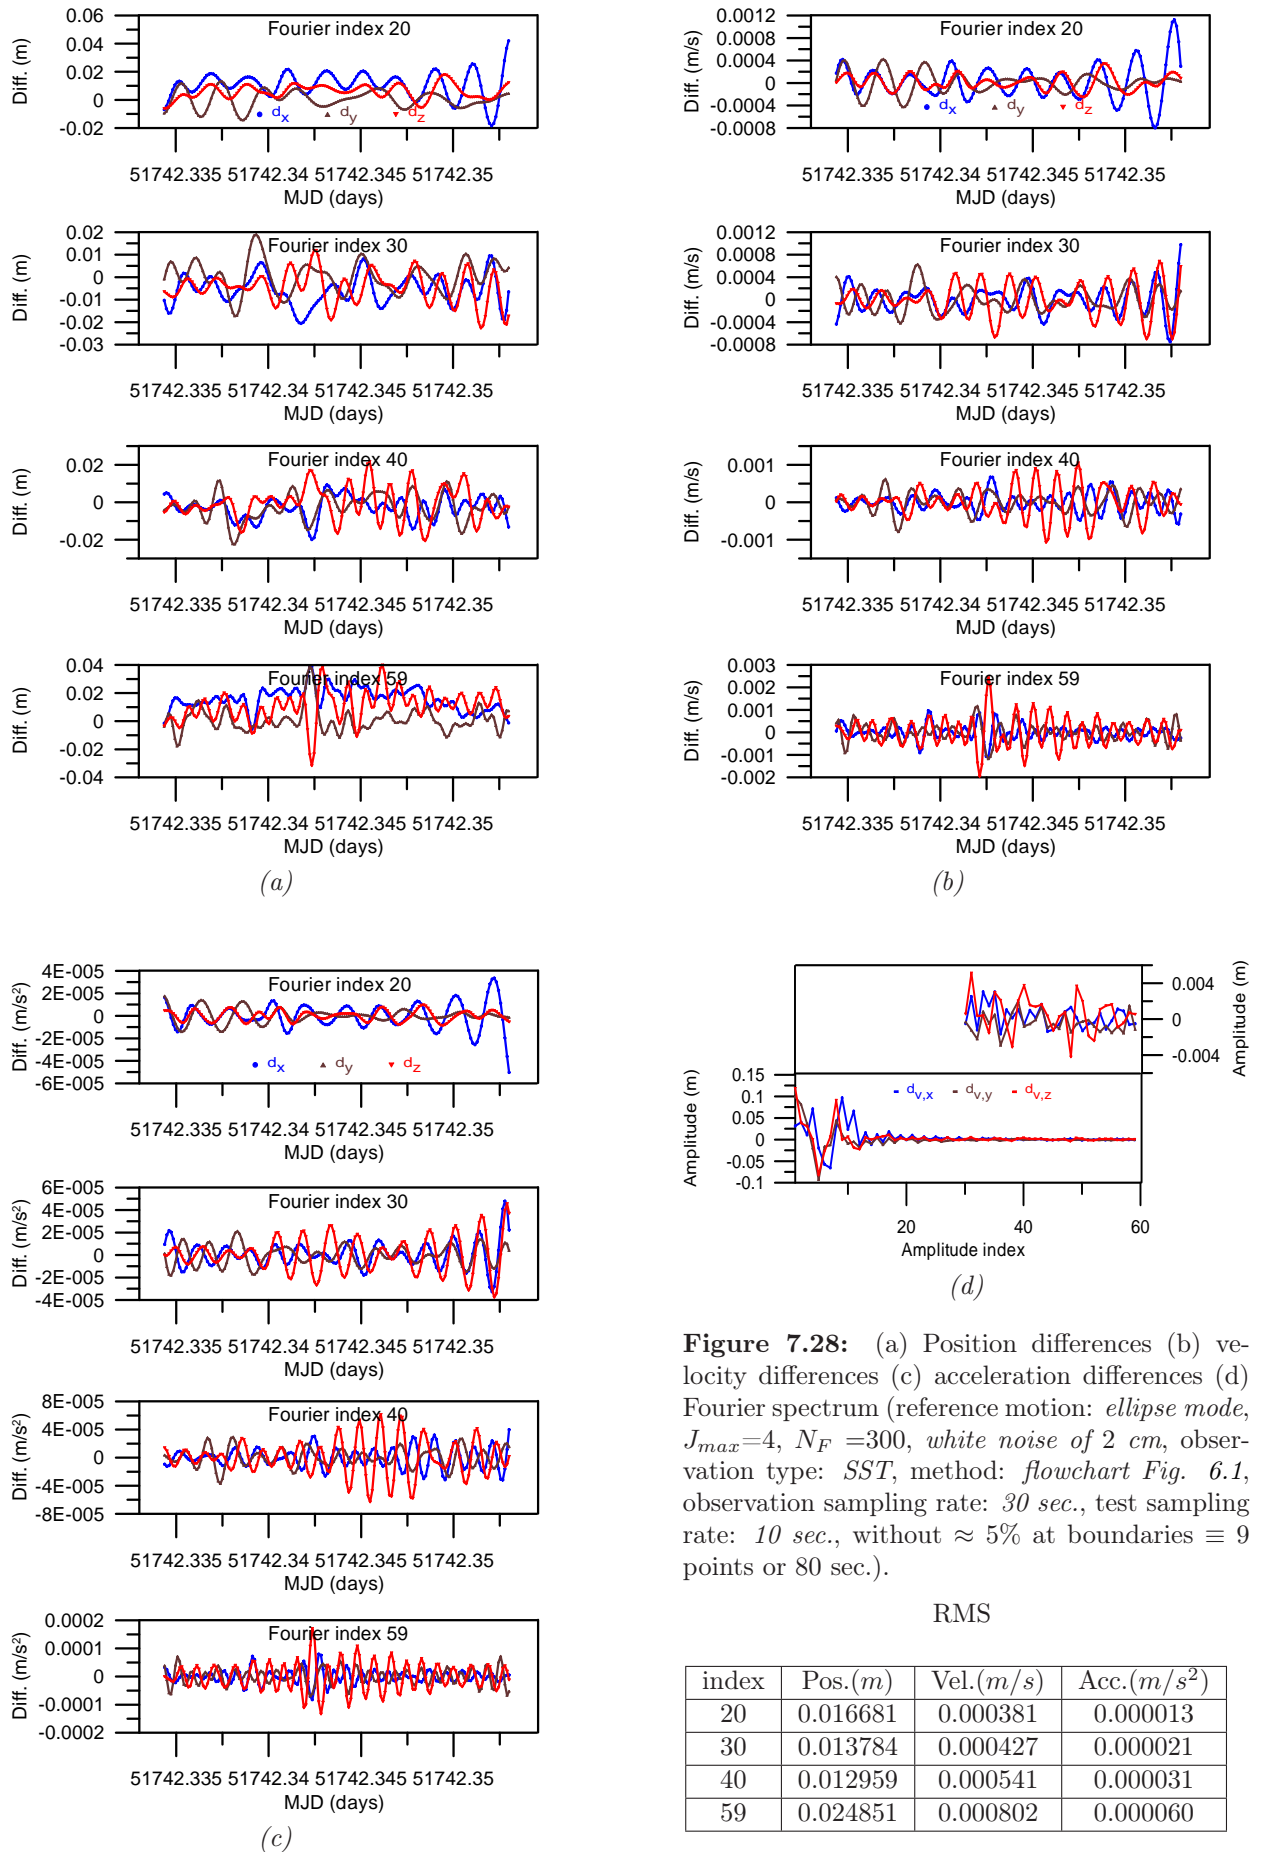 Fourier index 20
Diff. (m)
0.06
0.04
0.02
0
-0.02
dx dy dz
51742.335 51742.34 51742.345 51742.35
MJD (days)
Fourier index 30
Diff. (m)
0.02
0.01
0
-0.01
-0.02
-0.03
51742.335 51742.34 51742.345 51742.35
MJD (days)
Fourier index 40
Diff. (m)
0.02
0
-0.02
51742.335 51742.34 51742.345 51742.35
MJD (days)
Fourier index 59
Diff. (m)
0.04
0.02
0
-0.02
-0.04
51742.335 51742.34 51742.345 51742.35
MJD (days)
(a)
Fourier index 20
Diff. (m/s)
0.0012
0.0008
0.0004
0
-0.0004
-0.0008
dx dy dz
51742.335 51742.34 51742.345 51742.35
MJD (days)
Fourier index 30
Diff. (m/s)
0.0012
0.0008
0.0004
0
-0.0004
-0.0008
51742.335 51742.34 51742.345 51742.35
MJD (days)
Fourier index 40
Diff. (m/s)
0.001
0
-0.001
51742.335 51742.34 51742.345 51742.35
MJD (days)
Fourier index 59
Diff. (m/s)
0.003
0.002
0.001
0
-0.001
-0.002
51742.335 51742.34 51742.345 51742.35
MJD (days)
(b)
Fourier index 20
Diff. (m/s²)
4E-005
2E-005
0
-2E-005
-4E-005
-6E-005
dx dy dz
51742.335 51742.34 51742.345 51742.35
MJD (days)
Fourier index 30
Diff. (m/s²)
6E-005
4E-005
2E-005
0
-2E-005
-4E-005
51742.335 51742.34 51742.345 51742.35
MJD (days)
Fourier index 40
Diff. (m/s²)
8E-005
4E-005
0
-4E-005
-8E-005
51742.335 51742.34 51742.345 51742.35
MJD (days)
Fourier index 59
Diff. (m/s²)
0.0002
0.0001
0
-0.0001
-0.0002
51742.335 51742.34 51742.345 51742.35
MJD (days)
(c)
0.004
0
-0.004
Amplitude (m)
Amplitude (m)
0.15
0.1
0.05
0
-0.05
-0.1
dv,x dv,y dv,z
20 40 60
Amplitude index
(d)
Figure 7.28: (a) Position differences (b) ve-
locity differences (c) acceleration differences (d)
Fourier spectrum (reference motion: ellipse mode,
Jmax=4, NF =300, white noise of 2 cm, obser-
vation type: SST, method: flowchart Fig. 6.1,
observation sampling rate: 30 sec., test sampling
rate: 10 sec., without ≈ 5% at boundaries ≡ 9
points or 80 sec.).
RMS
index Pos.(m) Vel.(m/s) Acc.(m/s²)
20 0.016681 0.000381 0.000013
30 0.013784 0.000427 0.000021
40 0.012959 0.000541 0.000031
59 0.024851 0.000802 0.000060